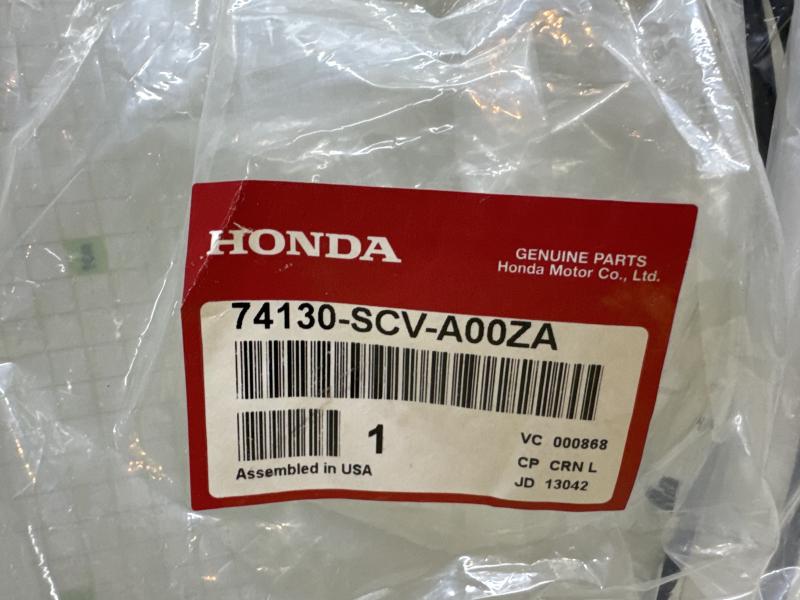 HONDA
GENUINE PARTS
Honda Motor Co., Ltd.
74130-SCV-A00ZA
1
VC 000868
CP CRN L
JD 13042
Assembled in USA